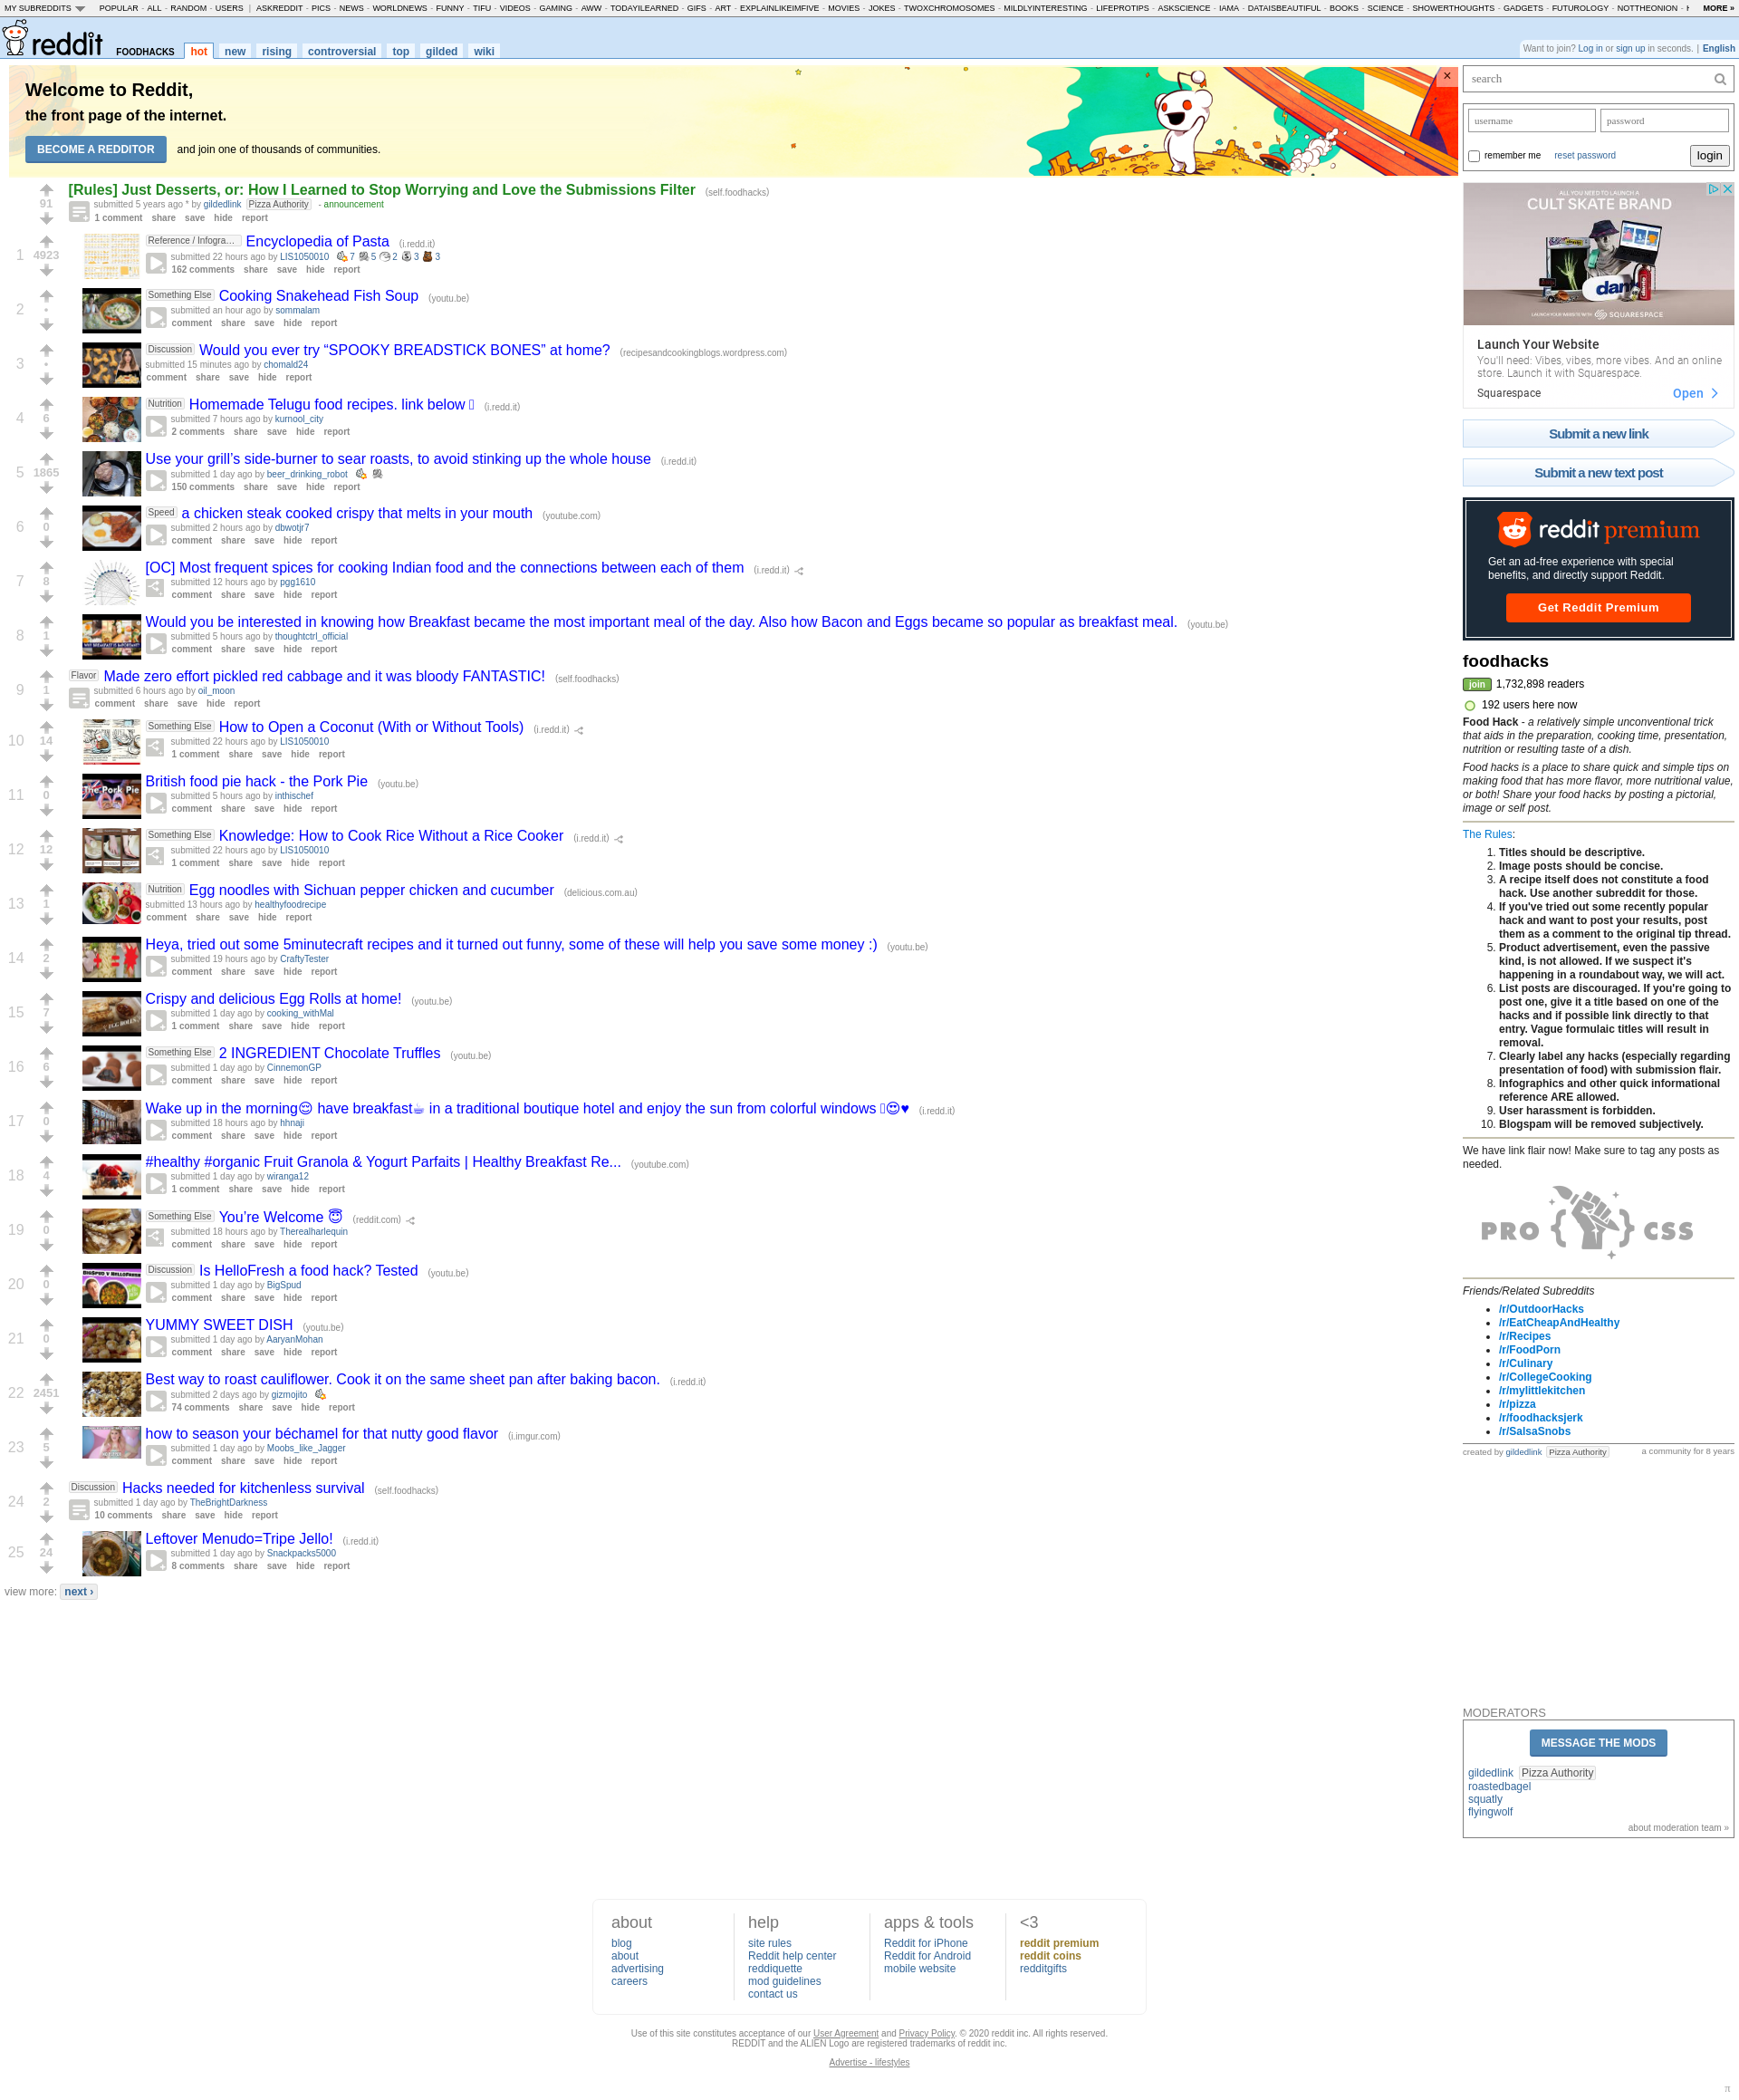 MY SUBREDDITS POPULAR - ALL - RANDOM - USERS | ASKREDDIT - PICS - NEWS - WORLDNEWS - FUNNY - TIFU - VIDEOS - GAMING - AWW - TODAYILEARNED - GIFS - ART - EXPLAINLIKEIMFIVE - MOVIES - JOKES - TWOXCHROMOSOMES - MILDLYINTERESTING - LIFEPROTIPS - ASKSCIENCE - IAMA - DATAISBEAUTIFUL - BOOKS - SCIENCE - SHOWERTHOUGHTS - GADGETS - FUTUROLOGY - NOTTHEONION - MORE »
reddit FOODHACKS hot new rising controversial top gilded wiki
Want to join? Log in or sign up in seconds. | English
Welcome to Reddit,
the front page of the internet.
BECOME A REDDITOR and join one of thousands of communities.
×
[Rules] Just Desserts, or: How I Learned to Stop Worrying and Love the Submissions Filter (self.foodhacks)
91
submitted 5 years ago * by gildedlink Pizza Authority - announcement
1 comment share save hide report
1
4923
Reference / Infogra… Encyclopedia of Pasta (i.redd.it)
submitted 22 hours ago by LIS1050010 7 5 2 3 3
162 comments share save hide report
2
•
Something Else Cooking Snakehead Fish Soup (youtu.be)
submitted an hour ago by sommalam
comment share save hide report
3
•
Discussion Would you ever try “SPOOKY BREADSTICK BONES” at home? (recipesandcookingblogs.wordpress.com)
submitted 15 minutes ago by chomald24
comment share save hide report
4
6
Nutrition Homemade Telugu food recipes. link below (i.redd.it)
submitted 7 hours ago by kurnool_city
2 comments share save hide report
5
1865
Use your grill’s side-burner to sear roasts, to avoid stinking up the whole house (i.redd.it)
submitted 1 day ago by beer_drinking_robot
150 comments share save hide report
6
0
Speed a chicken steak cooked crispy that melts in your mouth (youtube.com)
submitted 2 hours ago by dbwotjr7
comment share save hide report
7
8
[OC] Most frequent spices for cooking Indian food and the connections between each of them (i.redd.it)
submitted 12 hours ago by pgg1610
comment share save hide report
8
1
Would you be interested in knowing how Breakfast became the most important meal of the day. Also how Bacon and Eggs became so popular as breakfast meal. (youtu.be)
submitted 5 hours ago by thoughtctrl_official
comment share save hide report
9
1
Flavor Made zero effort pickled red cabbage and it was bloody FANTASTIC! (self.foodhacks)
submitted 6 hours ago by oil_moon
comment share save hide report
10
14
Something Else How to Open a Coconut (With or Without Tools) (i.redd.it)
submitted 22 hours ago by LIS1050010
1 comment share save hide report
11
0
The Pork Pie
British food pie hack - the Pork Pie (youtu.be)
submitted 5 hours ago by inthischef
comment share save hide report
12
12
Something Else Knowledge: How to Cook Rice Without a Rice Cooker (i.redd.it)
submitted 22 hours ago by LIS1050010
1 comment share save hide report
13
1
Nutrition Egg noodles with Sichuan pepper chicken and cucumber (delicious.com.au)
submitted 13 hours ago by healthyfoodrecipe
comment share save hide report
14
2
Heya, tried out some 5minutecraft recipes and it turned out funny, some of these will help you save some money :) (youtu.be)
submitted 19 hours ago by CraftyTester
comment share save hide report
15
7
Crispy and delicious Egg Rolls at home! (youtu.be)
submitted 1 day ago by cooking_withMal
1 comment share save hide report
16
6
Something Else 2 INGREDIENT Chocolate Truffles (youtu.be)
submitted 1 day ago by CinnemonGP
comment share save hide report
17
0
Wake up in the morning😌 have breakfast☕ in a traditional boutique hotel and enjoy the sun from colorful windows 😍♥ (i.redd.it)
submitted 18 hours ago by hhnaji
comment share save hide report
18
4
#healthy #organic Fruit Granola & Yogurt Parfaits | Healthy Breakfast Re... (youtube.com)
submitted 1 day ago by wiranga12
1 comment share save hide report
19
0
Something Else You’re Welcome 😇 (reddit.com)
submitted 18 hours ago by Therealharlequin
comment share save hide report
20
0
Discussion Is HelloFresh a food hack? Tested (youtu.be)
submitted 1 day ago by BigSpud
comment share save hide report
21
0
YUMMY SWEET DISH (youtu.be)
submitted 1 day ago by AaryanMohan
comment share save hide report
22
2451
Best way to roast cauliflower. Cook it on the same sheet pan after baking bacon. (i.redd.it)
submitted 2 days ago by gizmojito
74 comments share save hide report
23
5
how to season your béchamel for that nutty good flavor (i.imgur.com)
submitted 1 day ago by Moobs_like_Jagger
comment share save hide report
24
2
Discussion Hacks needed for kitchenless survival (self.foodhacks)
submitted 1 day ago by TheBrightDarkness
10 comments share save hide report
25
24
Leftover Menudo=Tripe Jello! (i.redd.it)
submitted 1 day ago by Snackpacks5000
8 comments share save hide report
view more: next ›
search
username password
remember me reset password login
ALL YOU NEED TO LAUNCH A
CULT SKATE BRAND
dank
LAUNCH YOUR WEBSITE WITH SQUARESPACE
Launch Your Website
You'll need: Vibes, vibes, more vibes. And an online
store. Launch it with Squarespace.
Squarespace Open
Submit a new link
Submit a new text post
reddit premium
Get an ad-free experience with special
benefits, and directly support Reddit.
Get Reddit Premium
foodhacks
join 1,732,898 readers
192 users here now
Food Hack - a relatively simple unconventional trick
that aids in the preparation, cooking time, presentation,
nutrition or resulting taste of a dish.
Food hacks is a place to share quick and simple tips on
making food that has more flavor, more nutritional value,
or both! Share your food hacks by posting a pictorial,
image or self post.
The Rules:
1. Titles should be descriptive.
2. Image posts should be concise.
3. A recipe itself does not constitute a food
hack. Use another subreddit for those.
4. If you've tried out some recently popular
hack and want to post your results, post
them as a comment to the original tip thread.
5. Product advertisement, even the passive
kind, is not allowed. If we suspect it's
happening in a roundabout way, we will act.
6. List posts are discouraged. If you're going to
post one, give it a title based on one of the
hacks and if possible link directly to that
entry. Vague formulaic titles will result in
removal.
7. Clearly label any hacks (especially regarding
presentation of food) with submission flair.
8. Infographics and other quick informational
reference ARE allowed.
9. User harassment is forbidden.
10. Blogspam will be removed subjectively.
We have link flair now! Make sure to tag any posts as
needed.
PRO { } CSS
Friends/Related Subreddits
/r/OutdoorHacks
/r/EatCheapAndHealthy
/r/Recipes
/r/FoodPorn
/r/Culinary
/r/CollegeCooking
/r/mylittlekitchen
/r/pizza
/r/foodhacksjerk
/r/SalsaSnobs
created by gildedlink Pizza Authority a community for 8 years
MODERATORS
MESSAGE THE MODS
gildedlink Pizza Authority
roastedbagel
squatly
flyingwolf
about moderation team »
about
blog
about
advertising
careers
help
site rules
Reddit help center
reddiquette
mod guidelines
contact us
apps & tools
Reddit for iPhone
Reddit for Android
mobile website
<3
reddit premium
reddit coins
redditgifts
Use of this site constitutes acceptance of our User Agreement and Privacy Policy. © 2020 reddit inc. All rights reserved.
REDDIT and the ALIEN Logo are registered trademarks of reddit inc.
Advertise - lifestyles
π